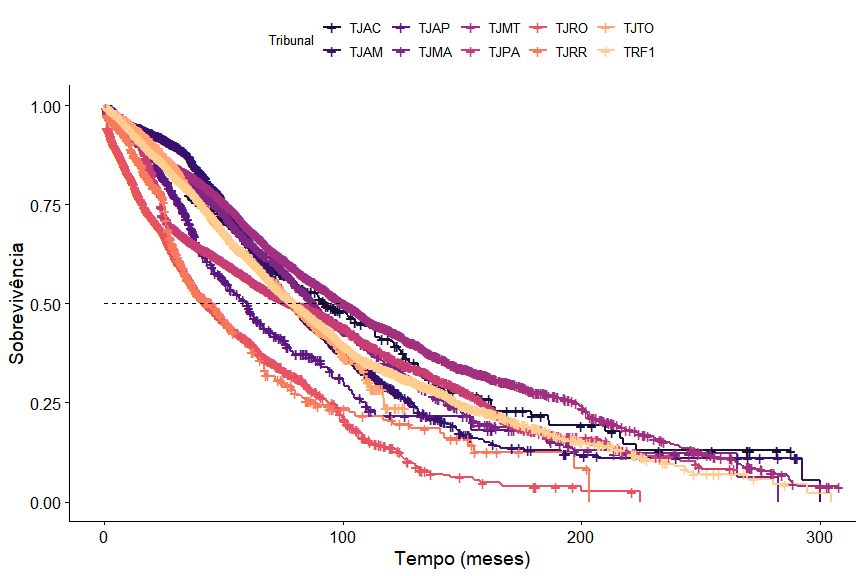 Tribunal
TJAC TJAP TJMT TJRO TJTO
TJAM TJMA TJPA TJRR TRF1
1.00
0.75
0.50
0.25
0.00
Sobrevivência
0 100 200 300
Tempo (meses)